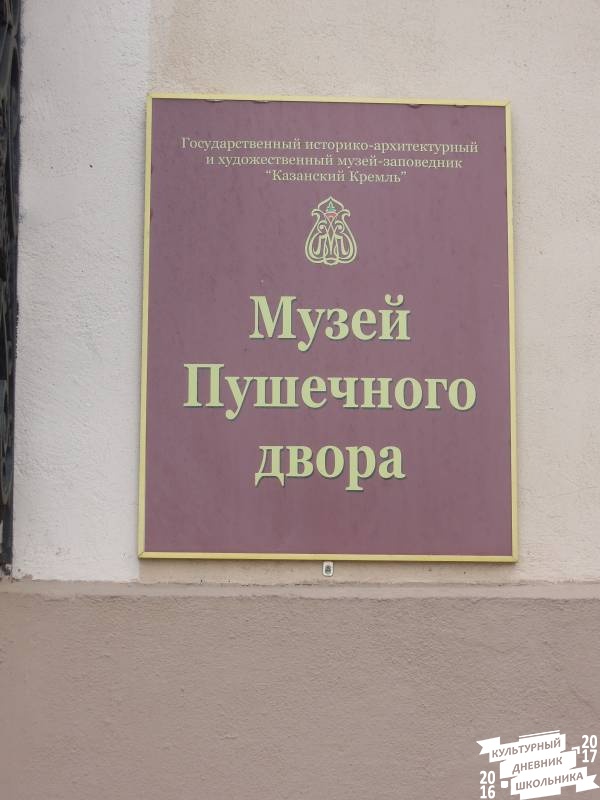 Государственный историко-архитектурный
и художественный музей-заповедник
“Казанский Кремль”
Музей
Пушечного
двора
КУЛЬТУРНЫЙ
ДНЕВНИК
ШКОЛЬНИКА
2016
2017